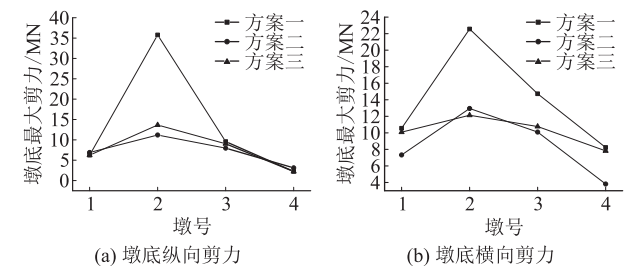 墩底最大剪力/MN
40
35
30
25
20
15
10
5
0
方案一
方案二
方案三
1 2 3 4
墩号
(a) 墩底纵向剪力
墩底最大剪力/MN
24
22
20
18
16
14
12
10
8
6
4
方案一
方案二
方案三
1 2 3 4
墩号
(b) 墩底横向剪力